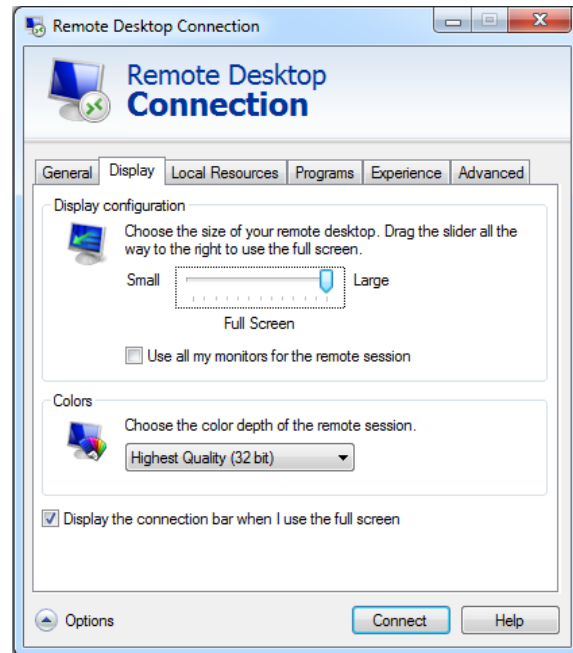 Remote Desktop Connection
Remote Desktop
Connection
General Display Local Resources Programs Experience Advanced
Display configuration
Choose the size of your remote desktop. Drag the slider all the
way to the right to use the full screen.
Small Large
Full Screen
Use all my monitors for the remote session
Colors
Choose the color depth of the remote session.
Highest Quality (32 bit)
Display the connection bar when I use the full screen
Options Connect Help